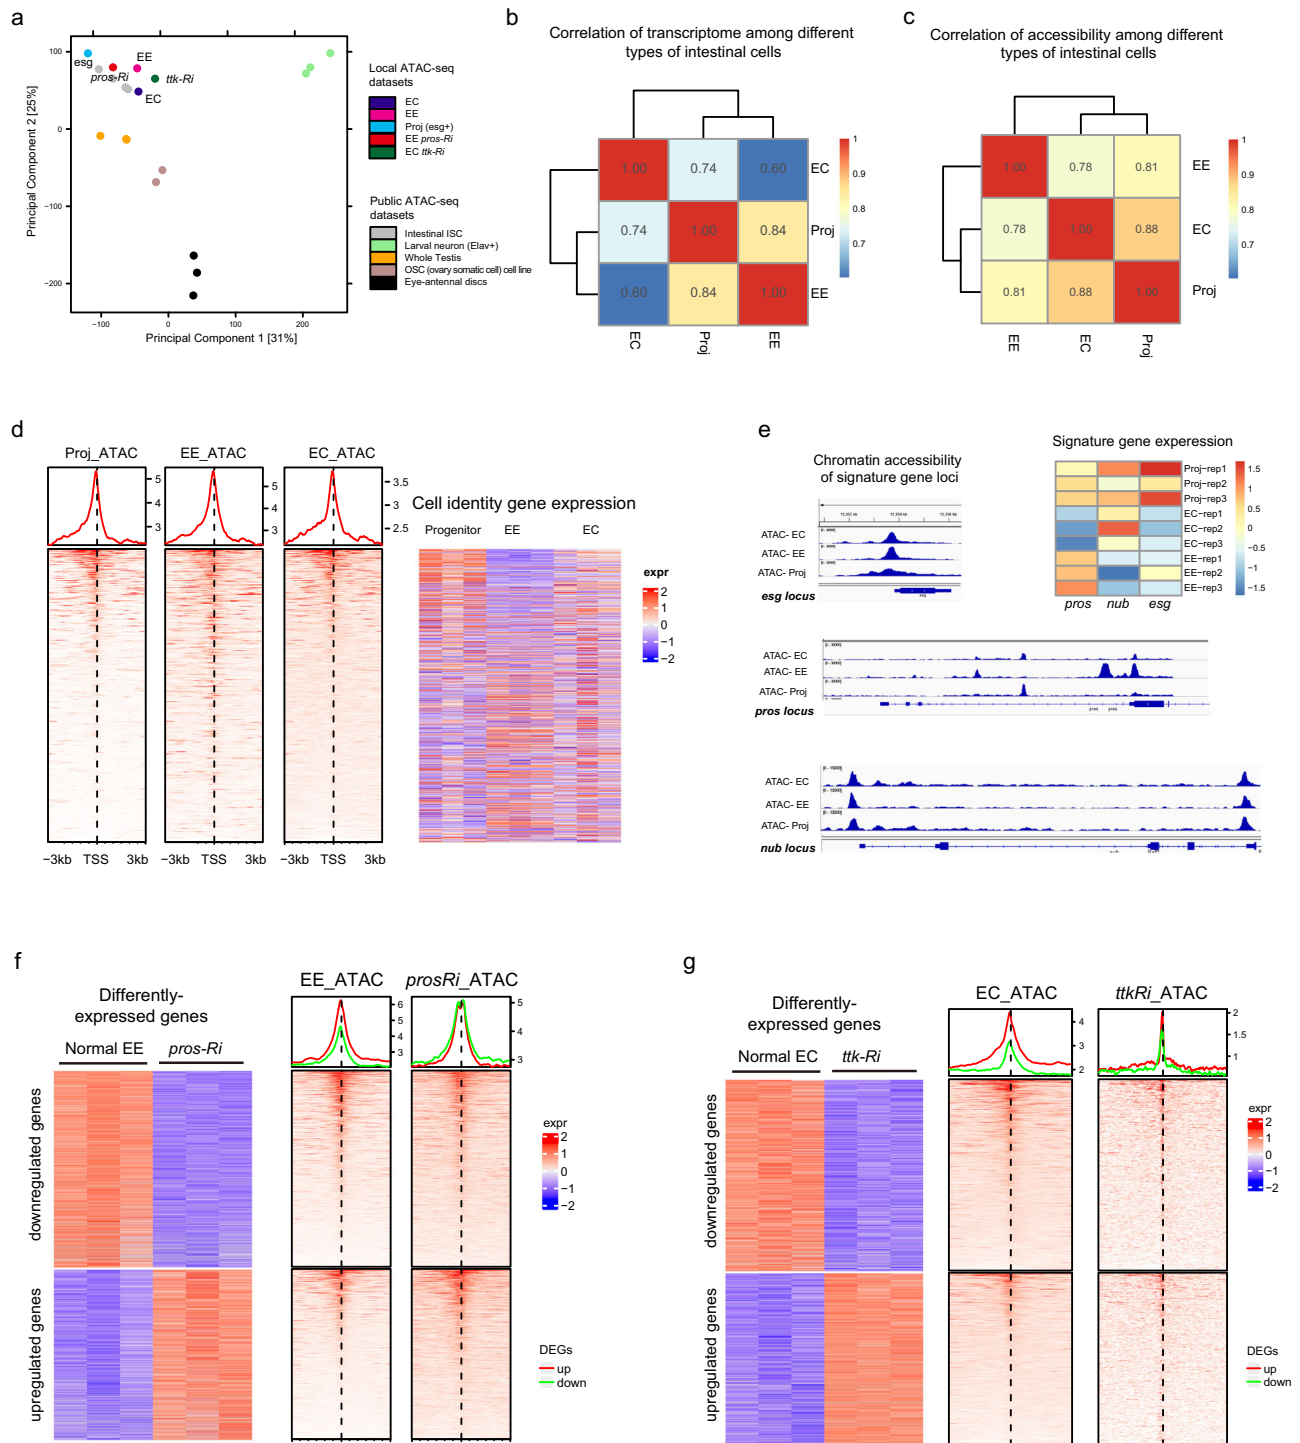 a
100
0
−100
−200
−100
0
100
200
Principal Component 2 [25%]
Principal Component 1 [31%]
esg
pros-Ri
EE
ttk-Ri
EC
Local ATAC-seq
datasets
EC
EE
Proj (esg+)
EE pros-Ri
EC ttk-Ri
Public ATAC-seq
datasets
Intestinal ISC
Larval neuron (Elav+)
Whole Testis
OSC (ovary somatic cell) cell line
Eye-antennal discs
b
Correlation of transcriptome among different
types of intestinal cells
1.00 0.74 0.60 EC
0.74 1.00 0.84 Proj
0.60 0.84 1.00 EE
EC Proj EE
1
0.9
0.8
0.7
c
Correlation of accessibility among different
types of intestinal cells
1.00 0.78 0.81 EE
0.78 1.00 0.88 EC
0.81 0.88 1.00 Proj
EE EC Proj
1
0.9
0.8
0.7
d
Proj_ATAC EE_ATAC EC_ATAC
5
4
3
5
4
3
3.5
3
2.5
−3kb TSS 3kb −3kb TSS 3kb −3kb TSS 3kb
Cell identity gene expression
Progenitor EE EC
expr
2
1
0
−1
−2
e
Chromatin accessibility
of signature gene loci
ATAC- EC
ATAC- EE
ATAC- Proj
esg locus
Signature gene experession
Proj−rep1
Proj−rep2
Proj−rep3
EC−rep1
EC−rep2
EC−rep3
EE−rep1
EE−rep2
EE−rep3
pros nub esg
1.5
1
0.5
0
−0.5
−1
−1.5
ATAC- EC
ATAC- EE
ATAC- Proj
pros locus
pros pros
ATAC- EC
ATAC- EE
ATAC- Proj
nub locus
f
Differently-
expressed genes
Normal EE pros-Ri
downregulated genes
upregulated genes
EE_ATAC prosRi_ATAC
6
5
4
3
5
4
3
expr
2
1
0
−1
−2
DEGs
up
down
g
Differently-
expressed genes
Normal EC ttk-Ri
downregulated genes
upregulated genes
EC_ATAC ttkRi_ATAC
4
3
2
2
1.5
1
expr
2
1
0
−1
−2
DEGs
up
down